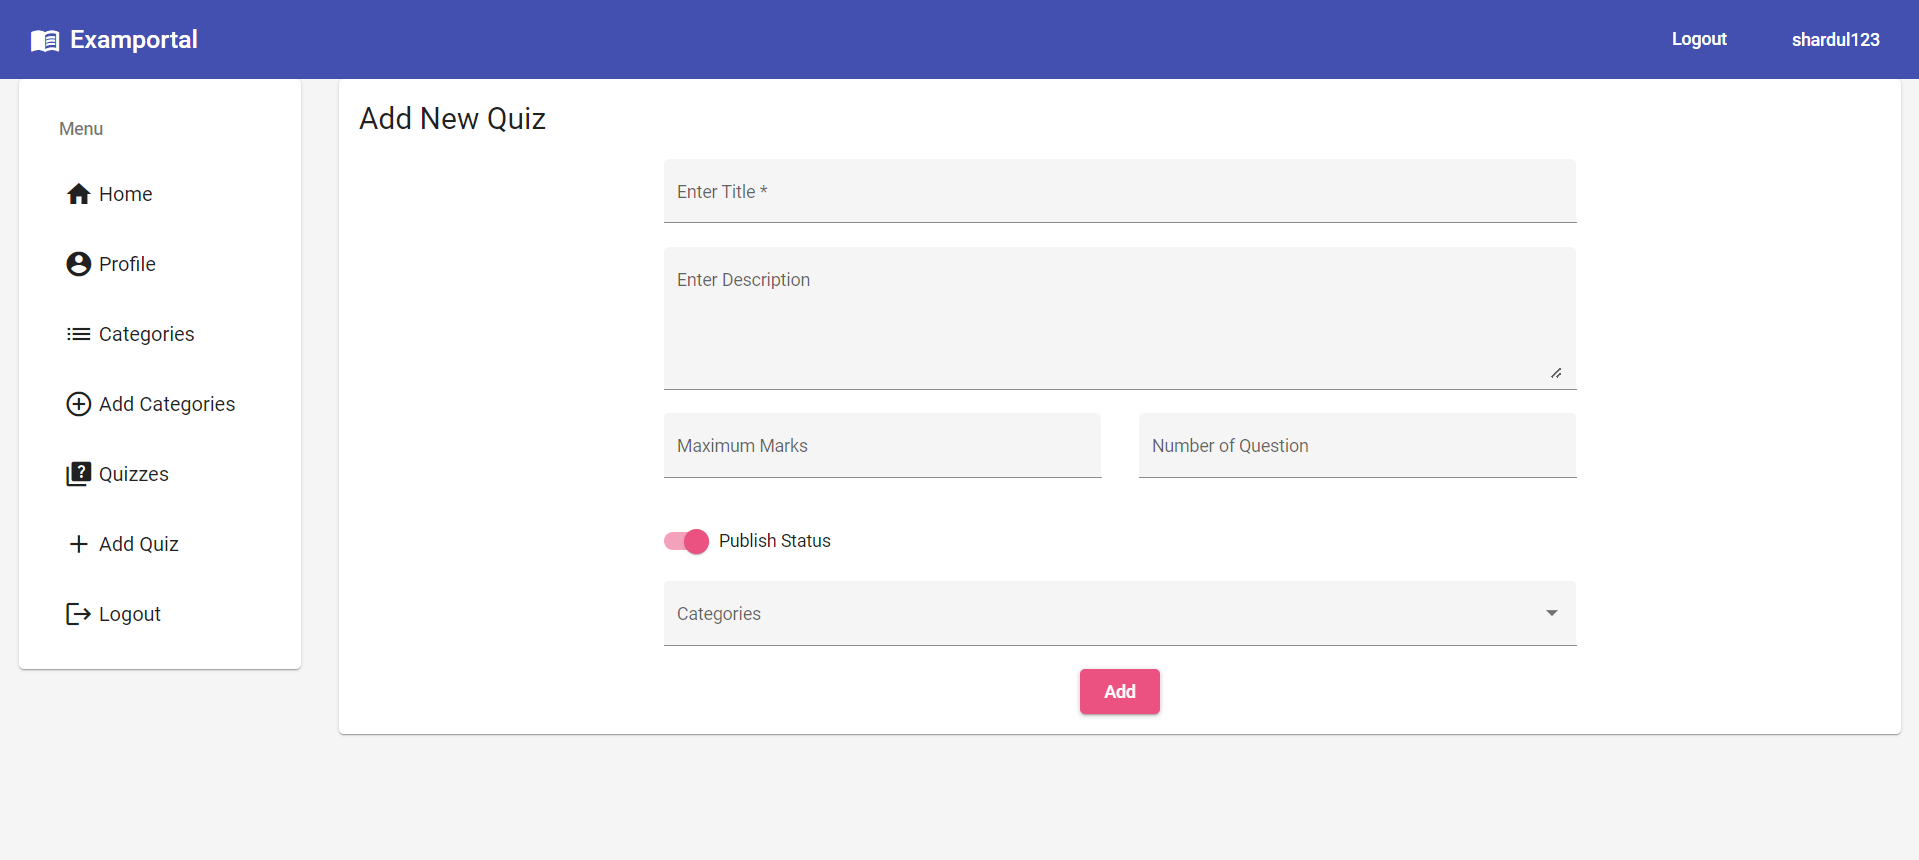 Examportal
Logout
shardul123
Menu
Home
Profile
Categories
Add Categories
Quizzes
Add Quiz
Logout
Add New Quiz
Enter Title *
Enter Description
Maximum Marks
Number of Question
Publish Status
Categories
Add